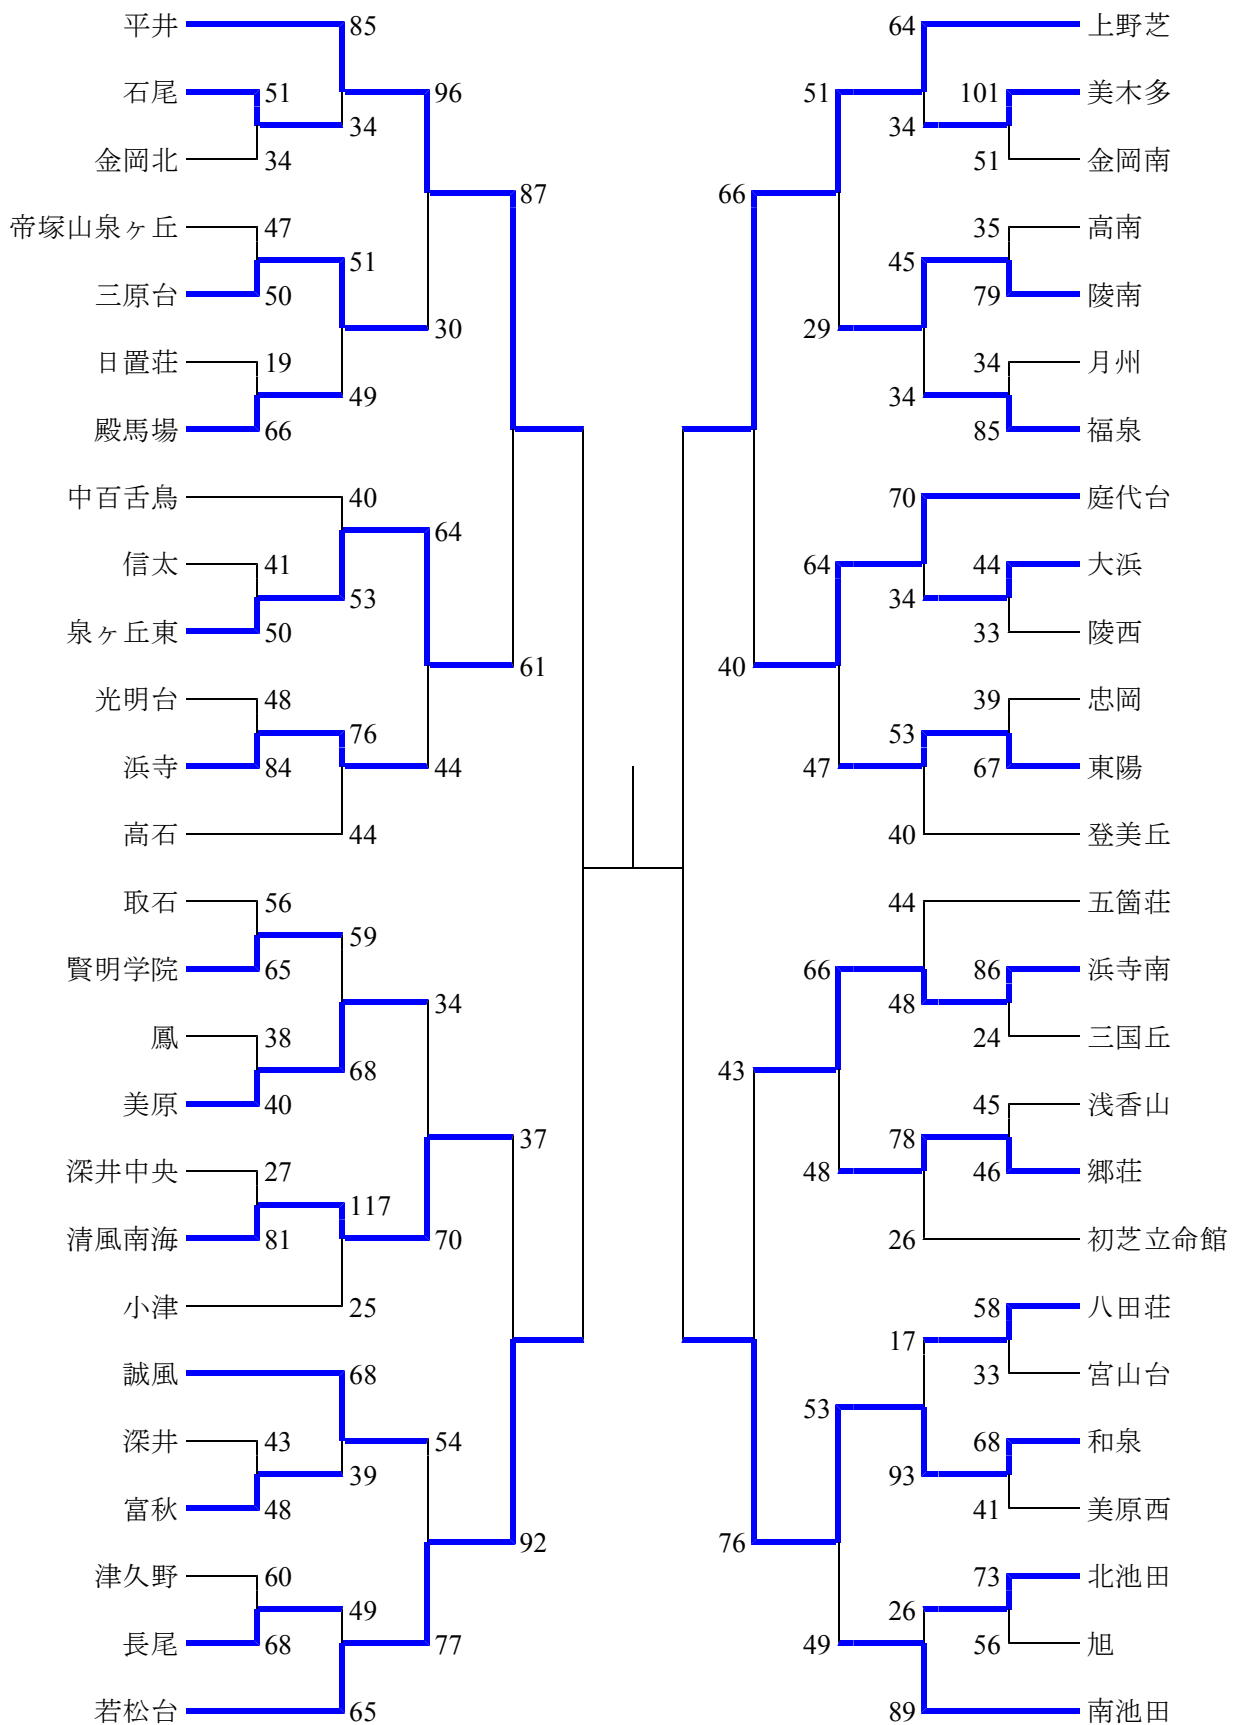 平井 85 64 上野芝
石尾 51 96 51 101 美木多
34 34
金岡北 34 51 金岡南
87 66
帝塚山泉ヶ丘 47 35 高南
51 45
三原台 50 79 陵南
30 29
日置荘 19 34 月州
49 34
殿馬場 66 85 福泉
中百舌鳥 40 70 庭代台
64
信太 41 64 44 大浜
53 34
泉ヶ丘東 50 33 陵西
61 40
光明台 48 39 忠岡
76 53
浜寺 84 44 47 67 東陽
高石 44 40 登美丘
取石 56 44 五箇荘
59
賢明学院 65 66 86 浜寺南
34 48
鳳 38 24 三国丘
68 43
美原 40 45 浅香山
37 78
深井中央 27 48 46 郷荘
117
清風南海 81 70 26 初芝立命館
小津 25 58 八田荘
17
誠風 68 33 宮山台
53
深井 43 54 68 和泉
39 93
富秋 48 41 美原西
92 76
津久野 60 73 北池田
49 26
長尾 68 77 49 56 旭
若松台 65 89 南池田